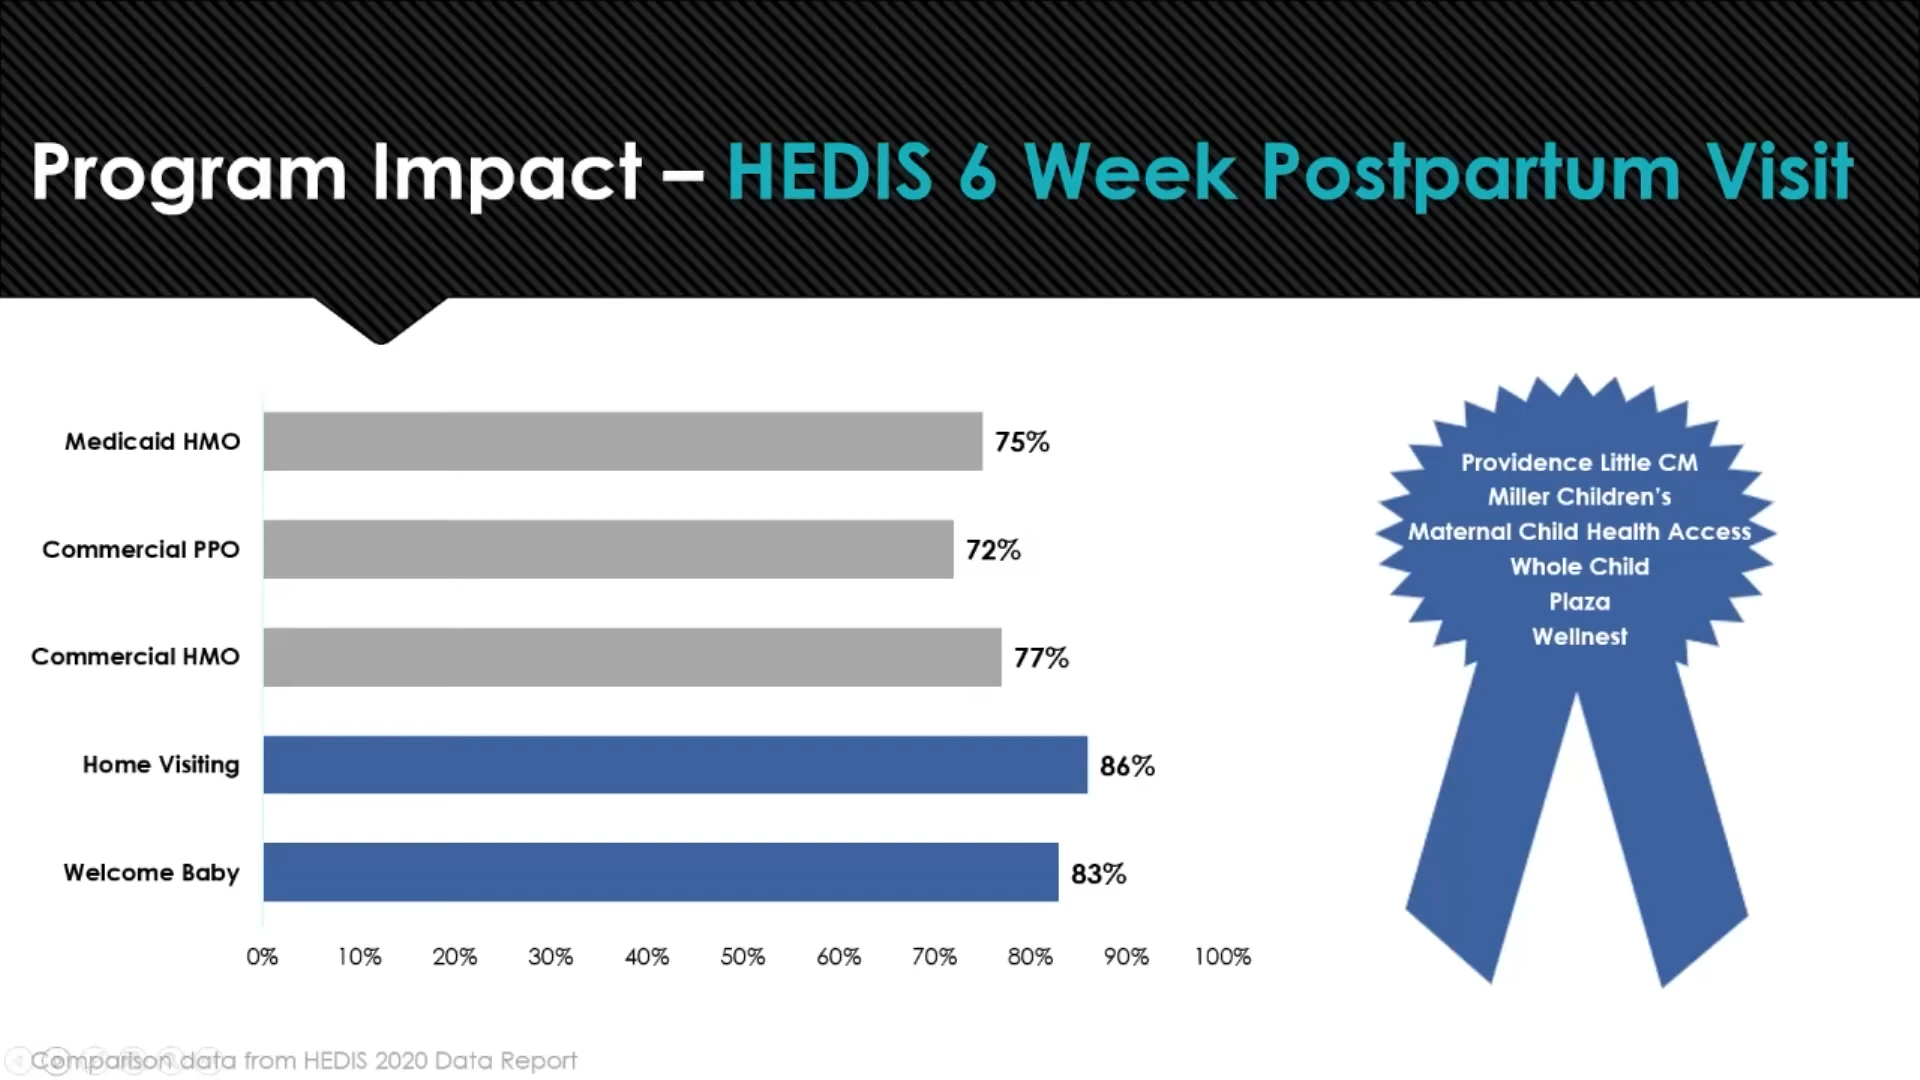 Program Impact – HEDIS 6 Week Postpartum Visit
Medicaid HMO 75%
Commercial PPO 72%
Commercial HMO 77%
Home Visiting 86%
Welcome Baby 83%
0% 10% 20% 30% 40% 50% 60% 70% 80% 90% 100%
Providence Little CM
Miller Children's
Maternal Child Health Access
Whole Child
Plaza
Wellnest
Comparison data from HEDIS 2020 Data Report